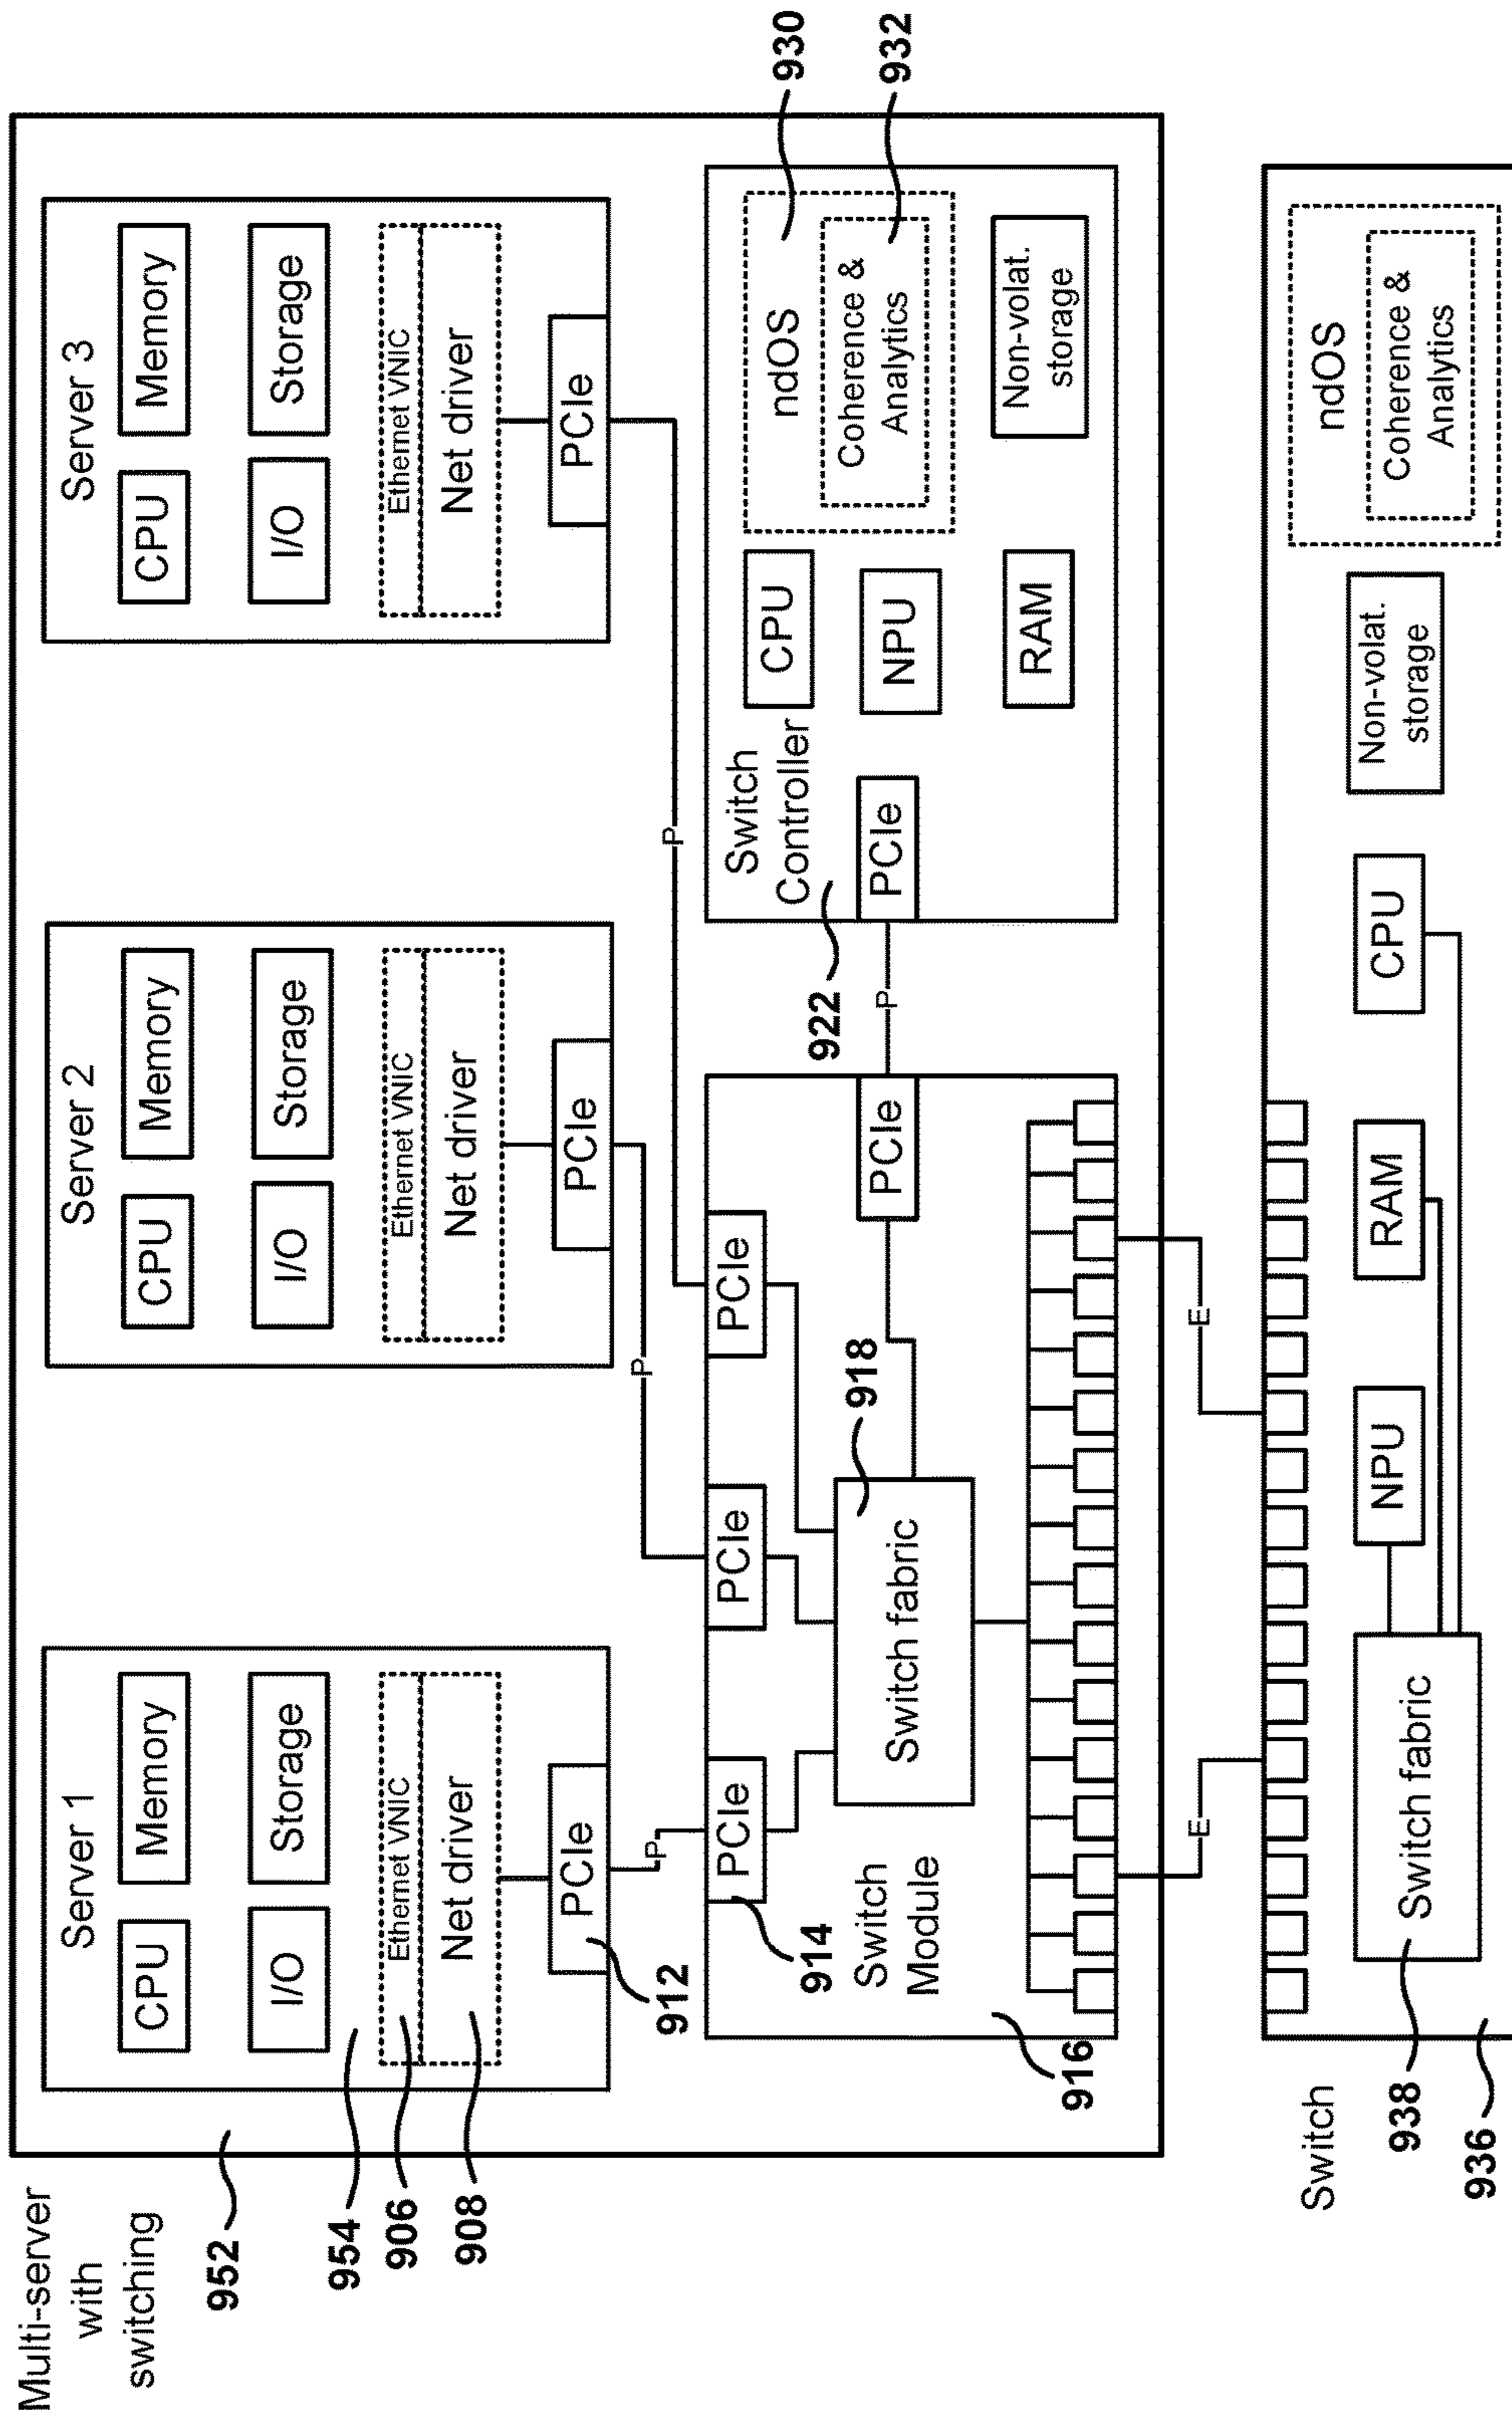 Multi-server
with
switching
952
954
906
908
Server 1
CPU
Memory
I/O
Storage
Ethernet VNIC
Net driver
PCIe
912
Server 2
CPU
Memory
I/O
Storage
Ethernet VNIC
Net driver
PCIe
Server 3
CPU
Memory
I/O
Storage
Ethernet VNIC
Net driver
PCIe
P
P
P
914
PCIe
PCIe
PCIe
PCIe
Switch
Module
916
Switch fabric
918
P
922
Switch
Controller
PCIe
CPU
NPU
RAM
ndOS
930
Coherence &
Analytics
932
Non-volat.
storage
E
E
Switch
938
936
Switch fabric
NPU
RAM
CPU
Non-volat.
storage
ndOS
Coherence &
Analytics